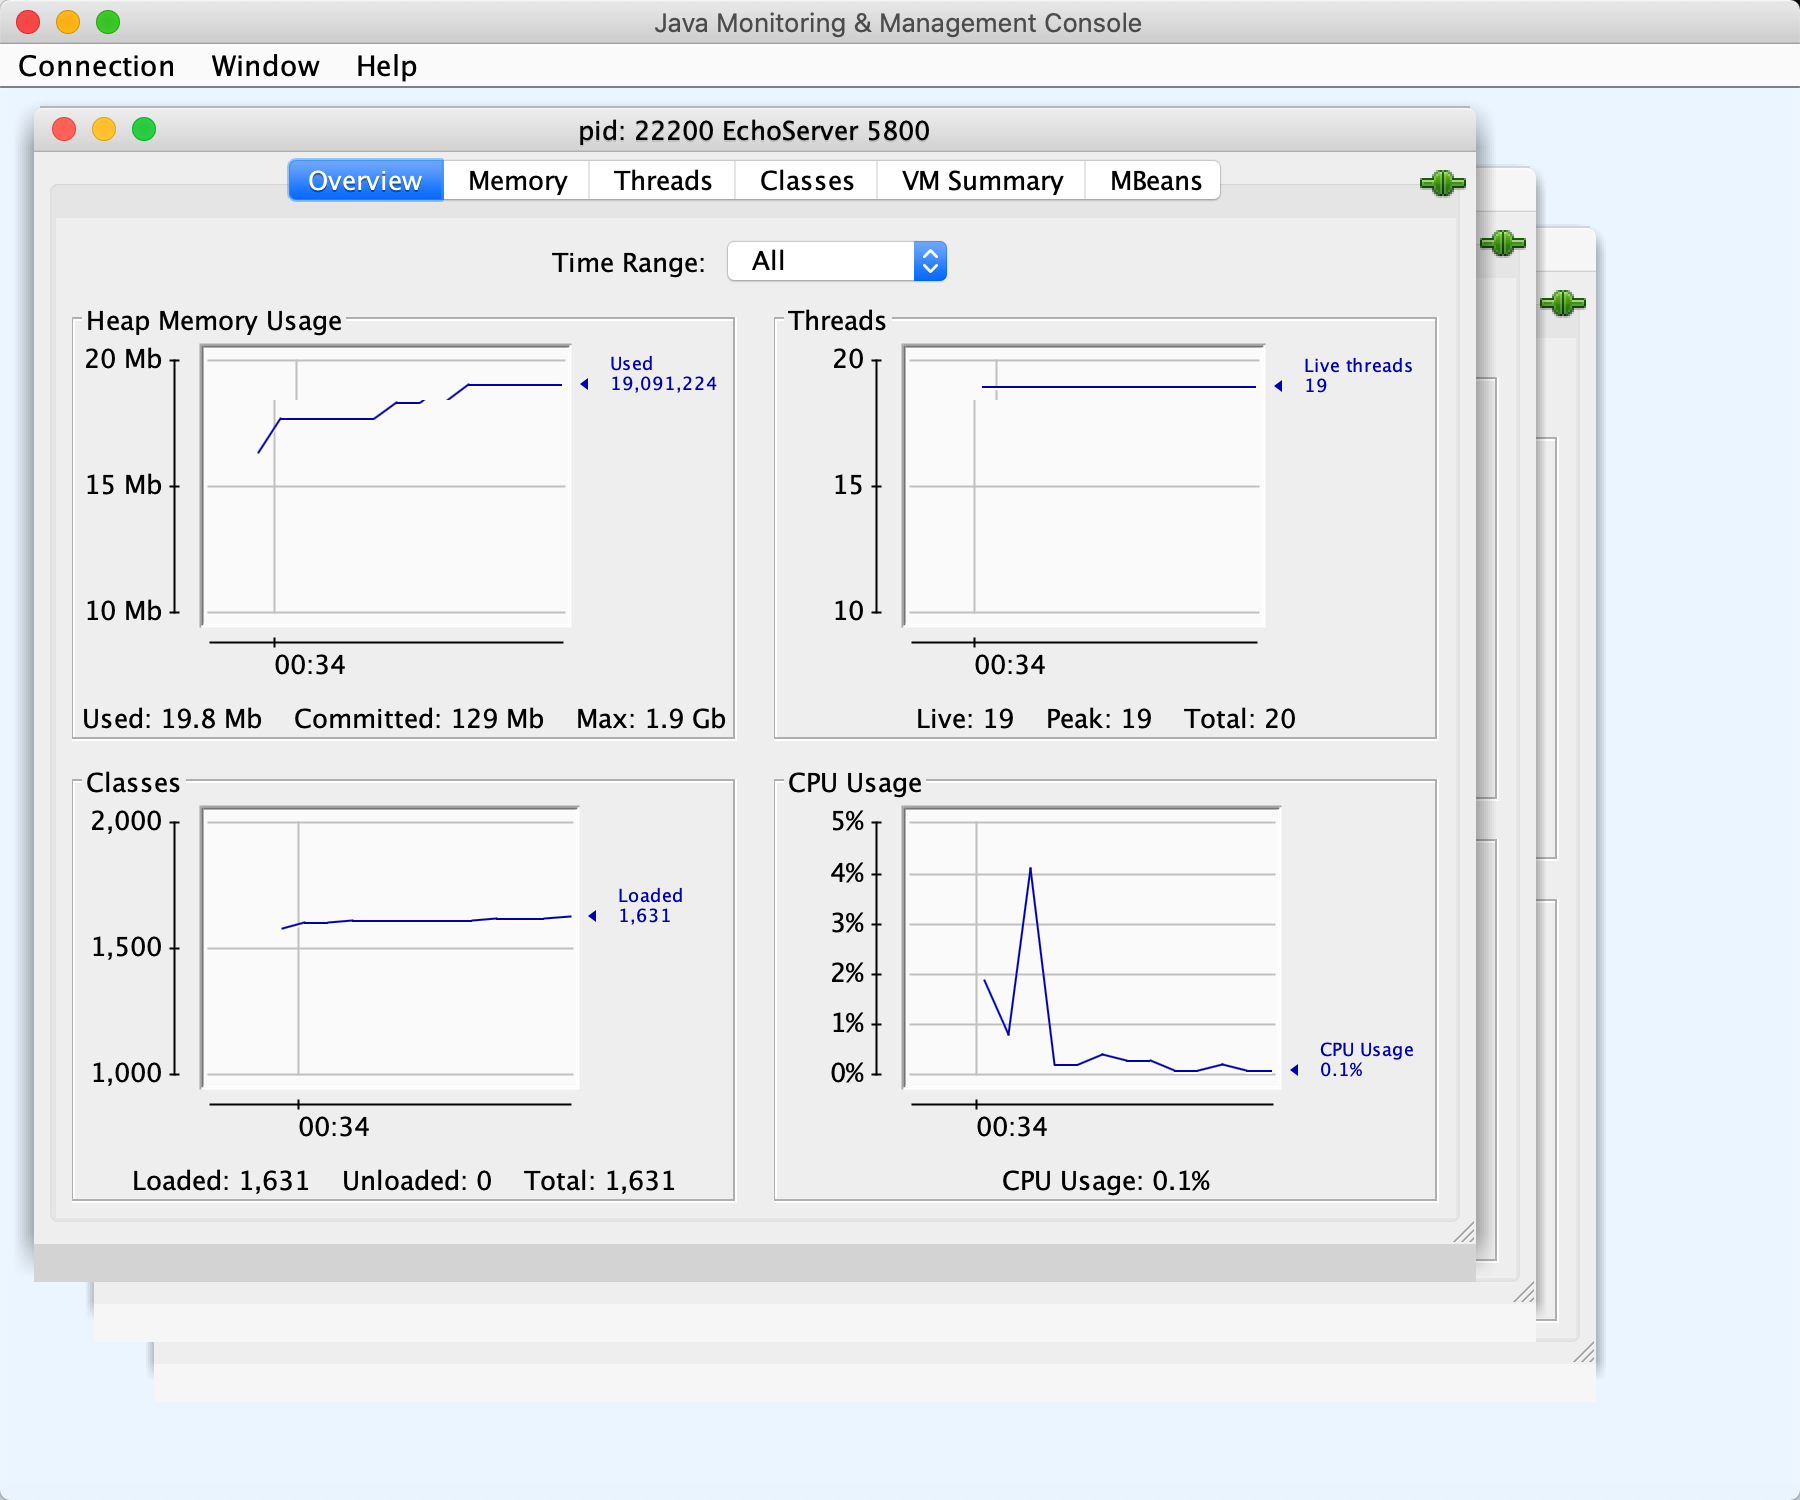 Java Monitoring & Management Console
Connection Window Help
pid: 22200 EchoServer 5800
Overview Memory Threads Classes VM Summary MBeans
Time Range: All
Heap Memory Usage
20 Mb
15 Mb
10 Mb
Used
19,091,224
00:34
Used: 19.8 Mb Committed: 129 Mb Max: 1.9 Gb
Threads
20
15
10
Live threads
19
00:34
Live: 19 Peak: 19 Total: 20
Classes
2,000
1,500
1,000
Loaded
1,631
00:34
Loaded: 1,631 Unloaded: 0 Total: 1,631
CPU Usage
5%
4%
3%
2%
1%
0%
CPU Usage
0.1%
00:34
CPU Usage: 0.1%